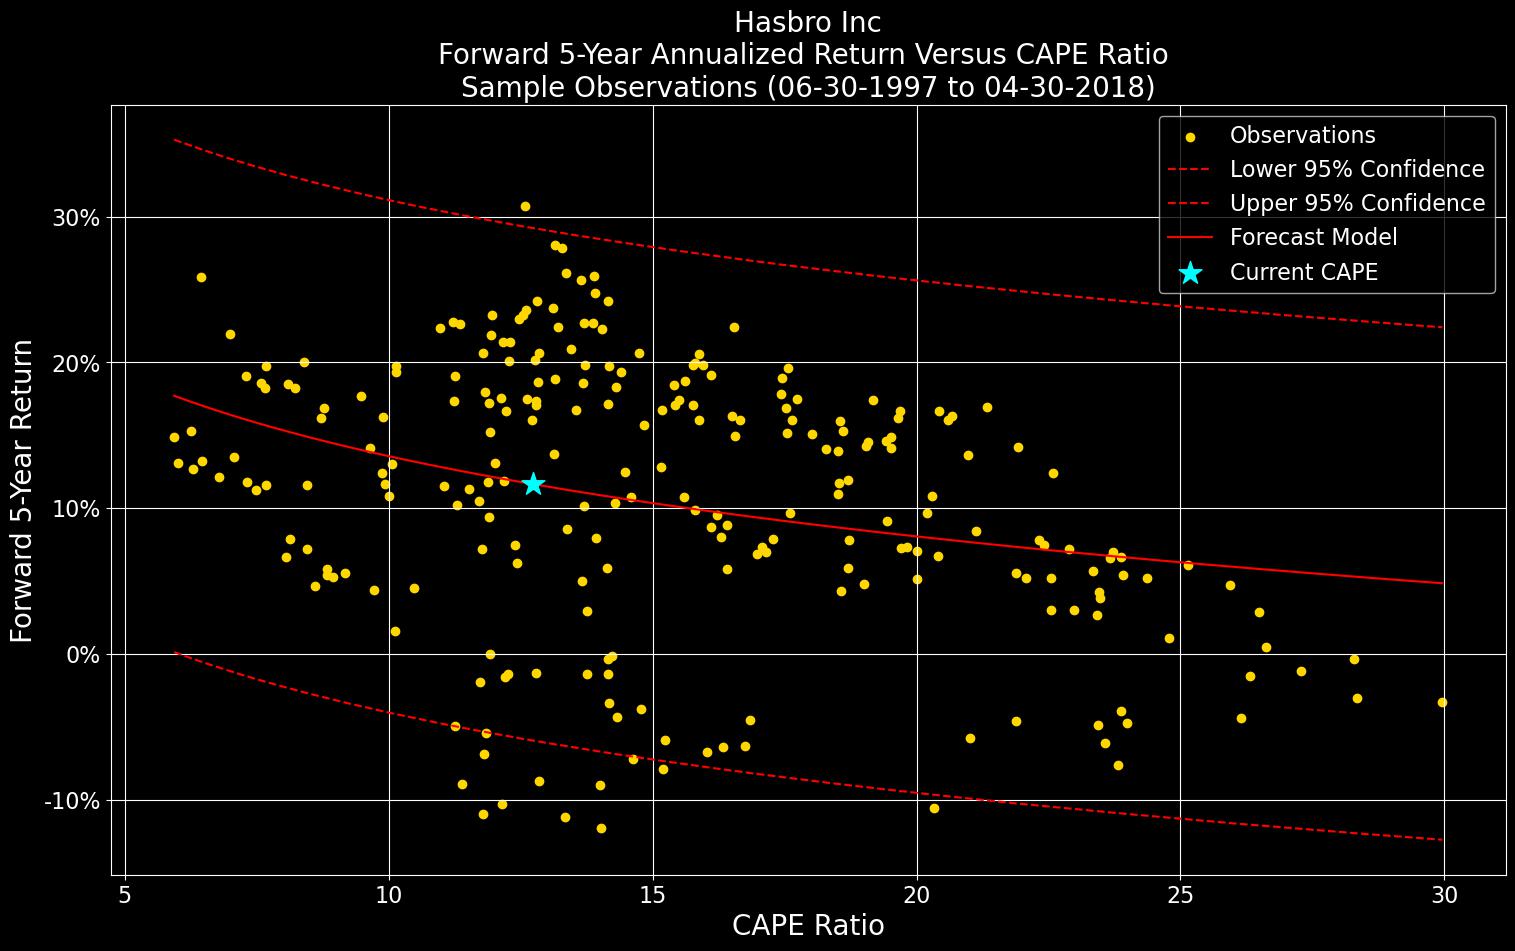 Hasbro Inc
Forward 5-Year Annualized Return Versus CAPE Ratio
Sample Observations (06-30-1997 to 04-30-2018)
Observations
Lower 95% Confidence
Upper 95% Confidence
Forecast Model
Current CAPE
Forward 5-Year Return
30%
20%
10%
0%
-10%
5 10 15 20 25 30
CAPE Ratio